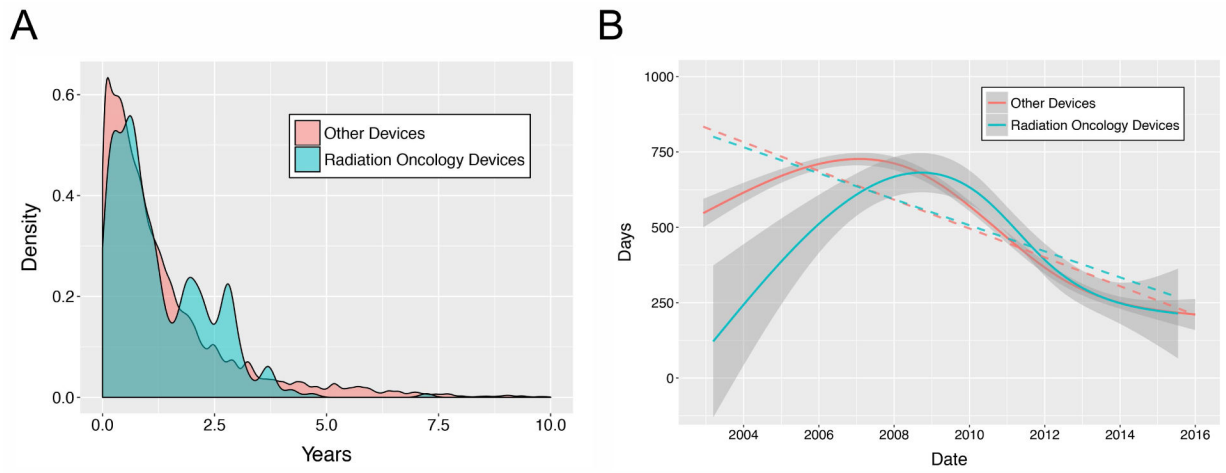 A
Density
0.6
0.4
0.2
0.0
Other Devices
Radiation Oncology Devices
0.0 2.5 5.0 7.5 10.0
Years
B
Days
1000
750
500
250
0
Other Devices
Radiation Oncology Devices
2004 2006 2008 2010 2012 2014 2016
Date